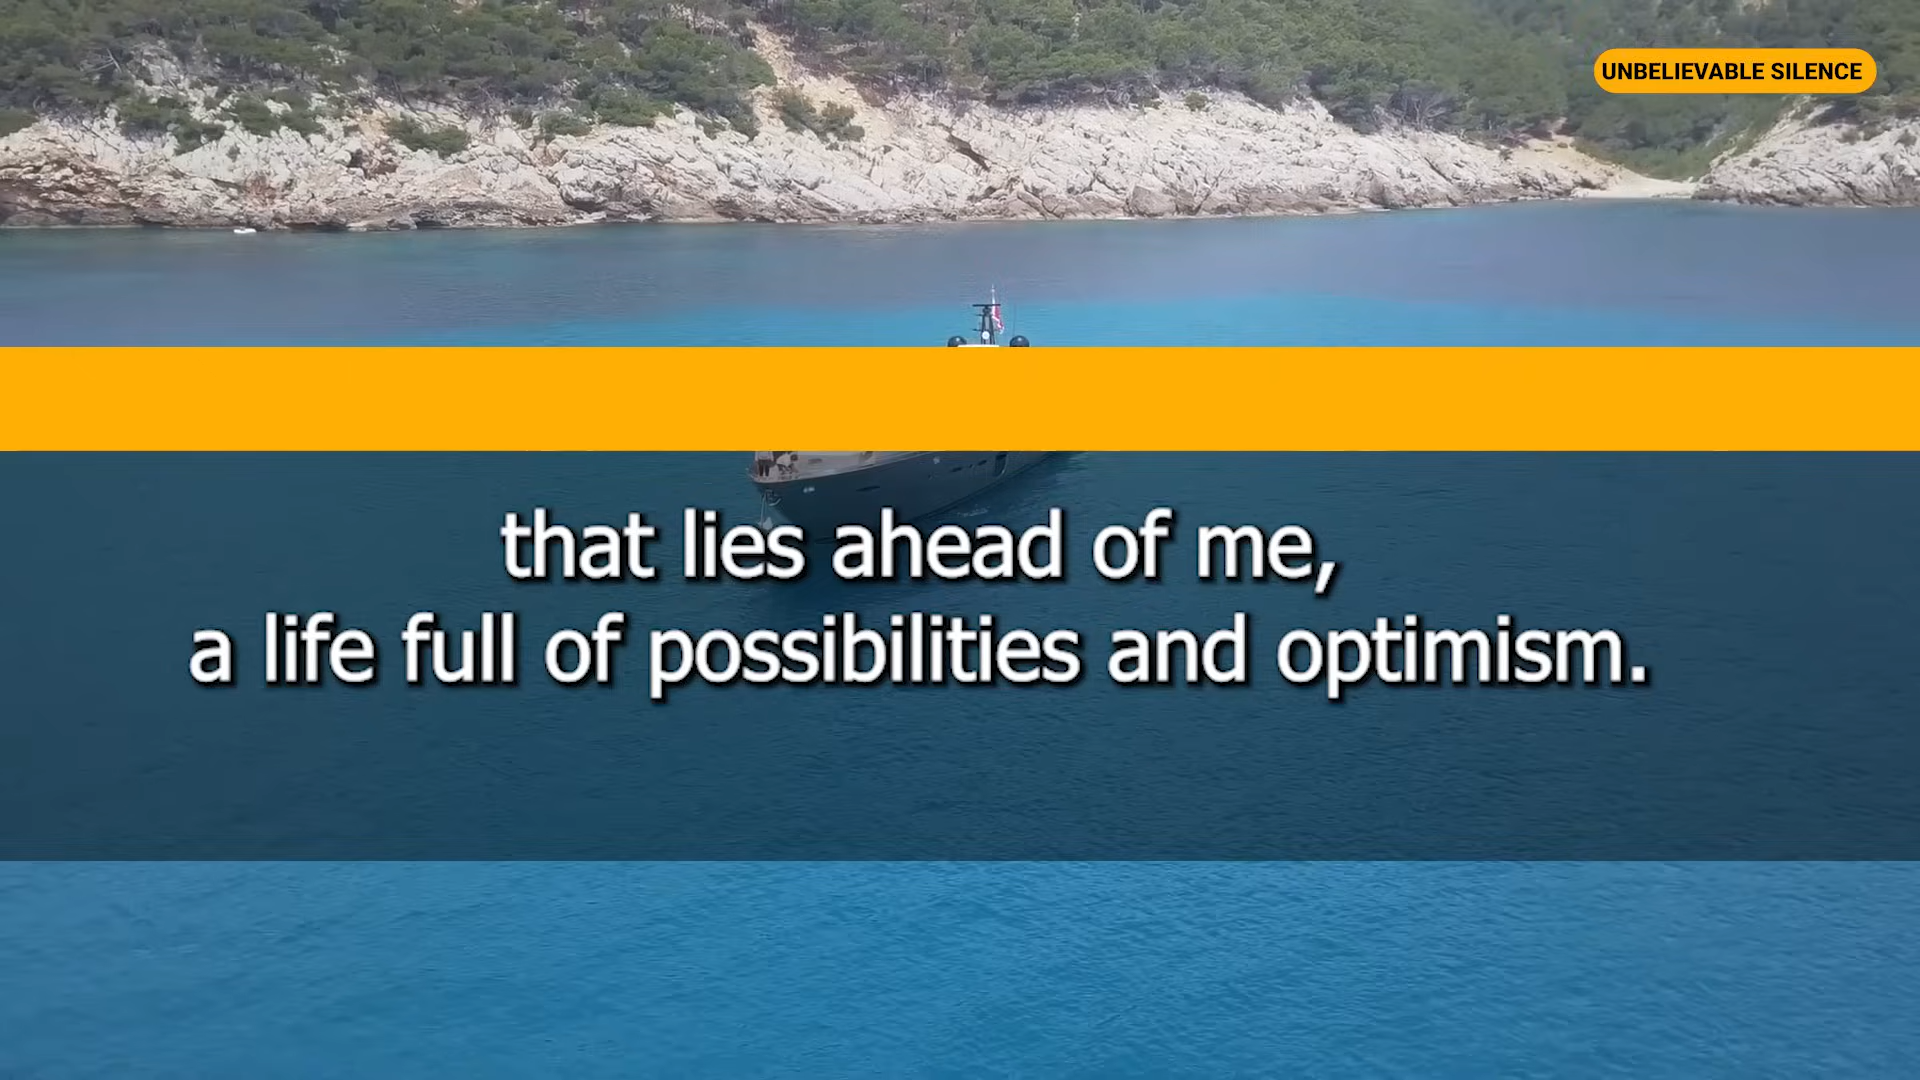 UNBELIEVABLE SILENCE
that lies ahead of me,
a life full of possibilities and optimism.